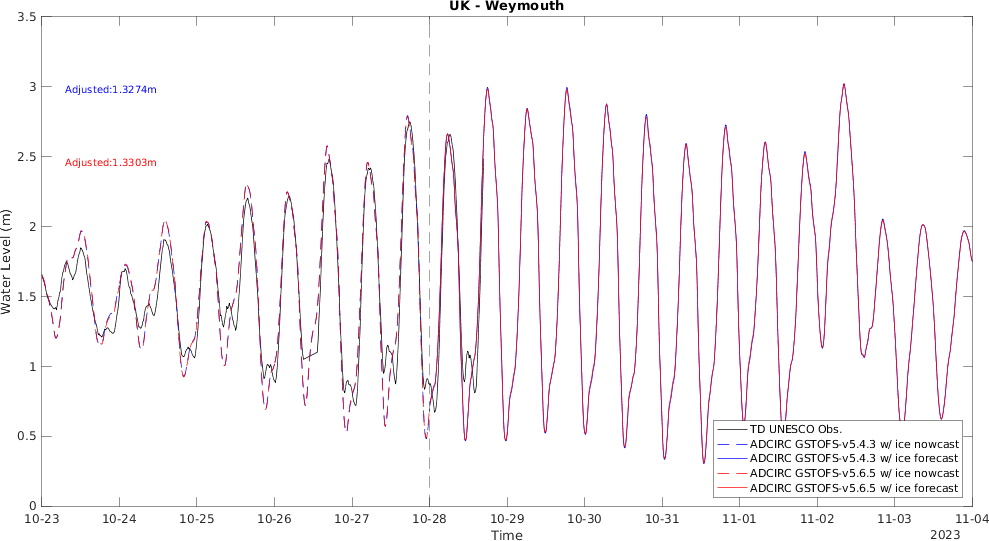 UK - Weymouth
3.5
3
2.5
2
1.5
1
0.5
0
Water Level (m)
Adjusted:1.3274m
Adjusted:1.3303m
TD UNESCO Obs.
ADCIRC GSTOFS-v5.4.3 w/ ice nowcast
ADCIRC GSTOFS-v5.4.3 w/ ice forecast
ADCIRC GSTOFS-v5.6.5 w/ ice nowcast
ADCIRC GSTOFS-v5.6.5 w/ ice forecast
10-23 10-24 10-25 10-26 10-27 10-28 10-29 10-30 10-31 11-01 11-02 11-03 11-04
Time
2023